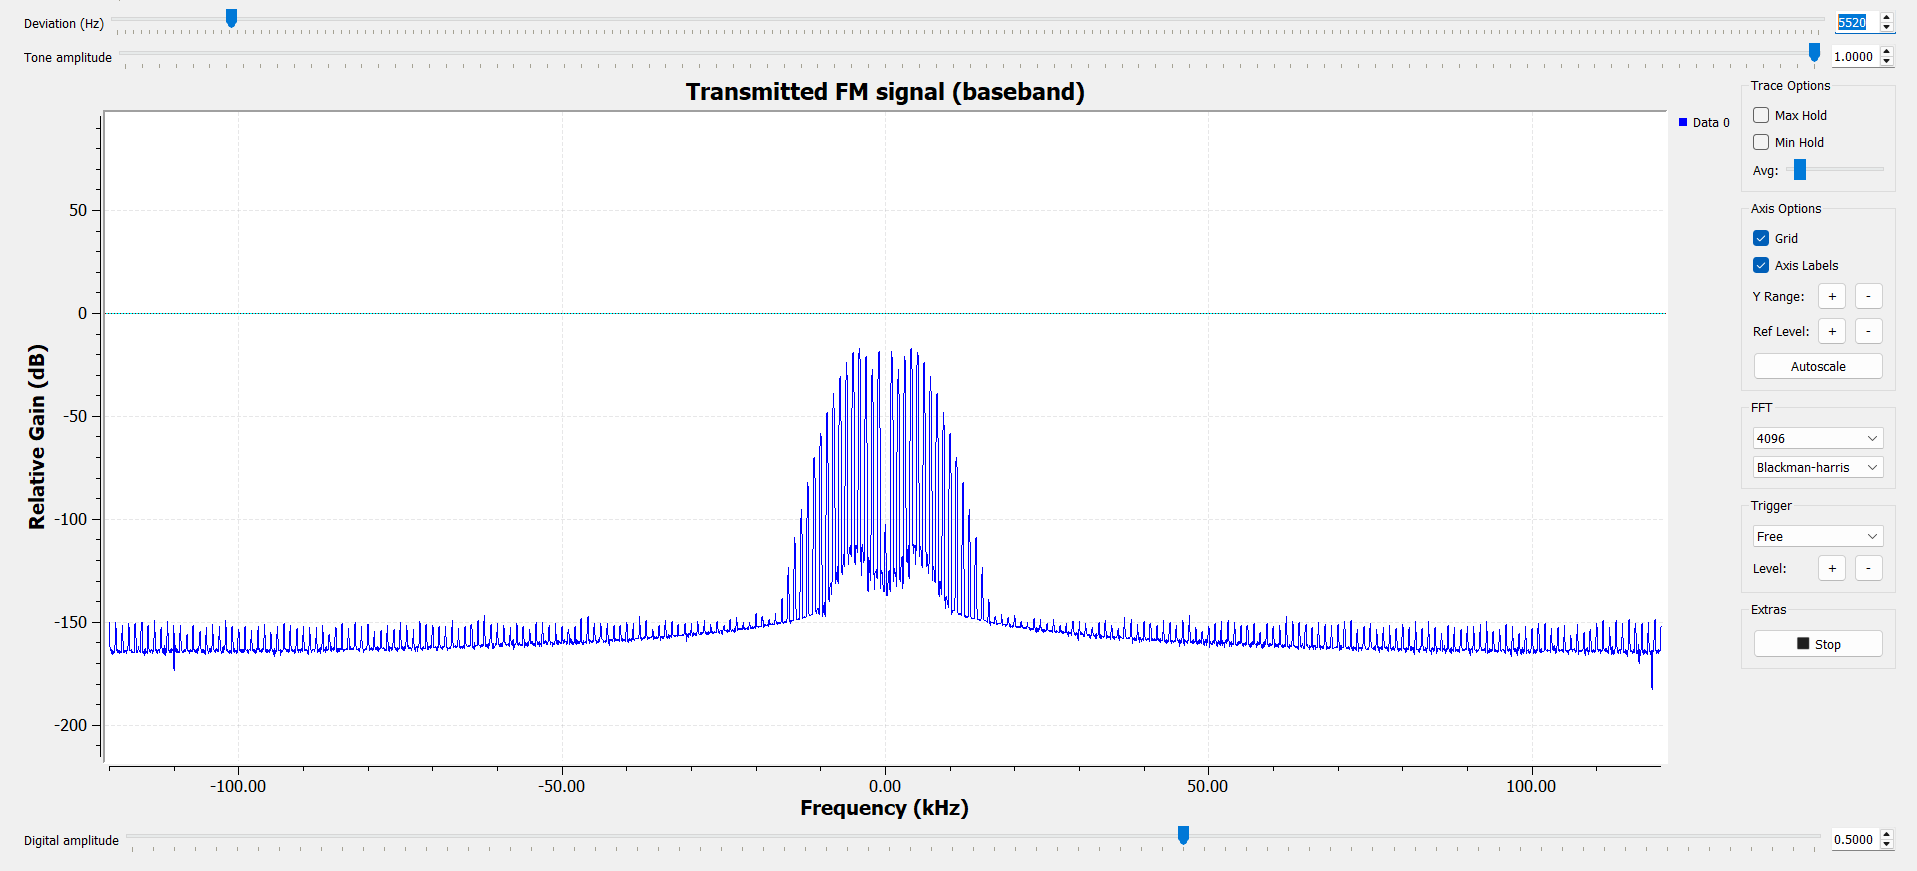 Deviation (Hz) 5520
Tone amplitude 1.0000
Transmitted FM signal (baseband)
Data 0
Trace Options
Max Hold
Min Hold
Avg:
Axis Options
Grid
Axis Labels
Y Range: + -
Ref Level: + -
Autoscale
FFT
4096
Blackman-harris
Trigger
Free
Level: + -
Extras
Stop
Relative Gain (dB)
50
0
-50
-100
-150
-200
-100.00 -50.00 0.00 50.00 100.00
Frequency (kHz)
Digital amplitude 0.5000